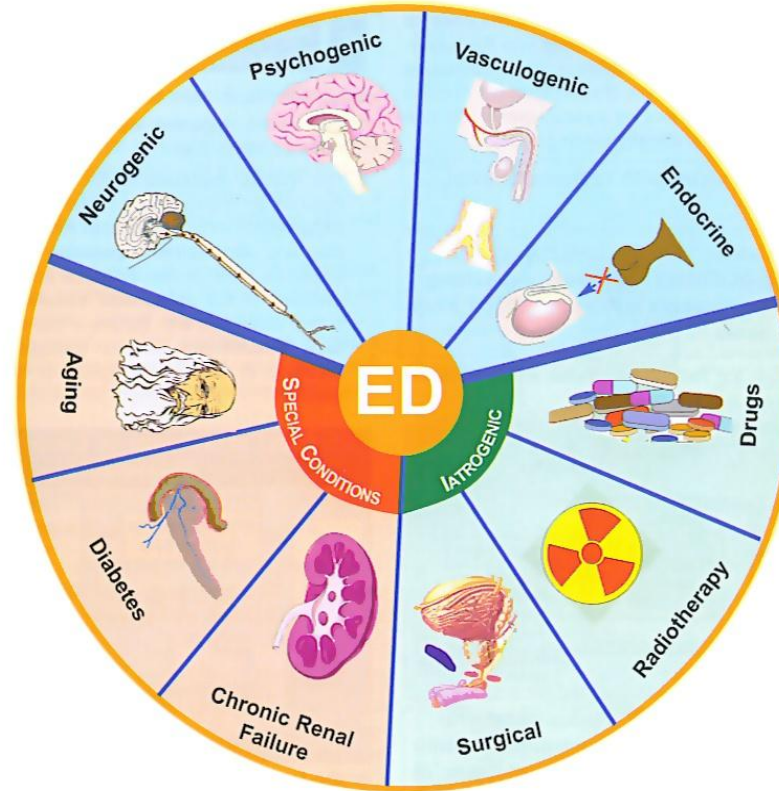 Psychogenic
Vasculogenic
Neurogenic
Endocrine
Aging
ED
SPECIAL CONDITIONS
IATROGENIC
Drugs
Diabetes
Radiotherapy
Chronic Renal
Failure
Surgical